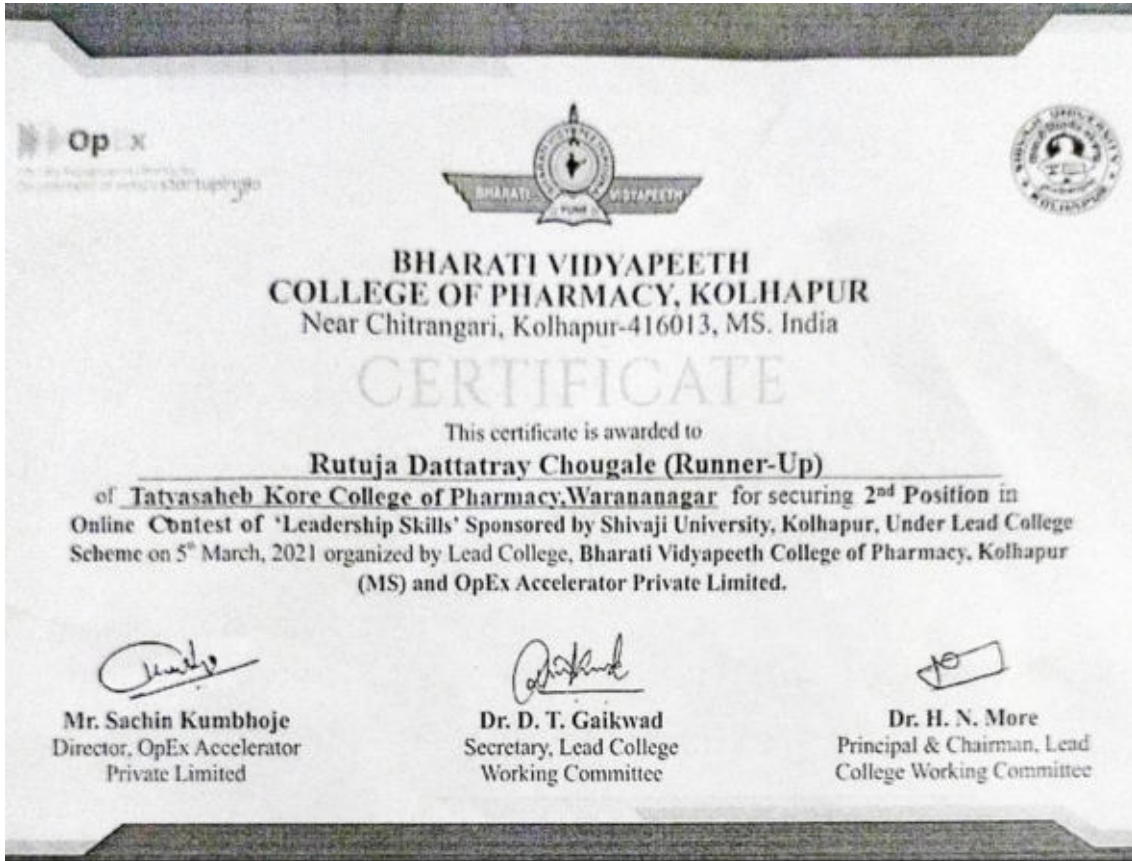 Op x
startupindia
BHARATI VIDYAPEETH
PUNE
SHIVAJI UNIVERSITY
KOLHAPUR
BHARATI VIDYAPEETH
COLLEGE OF PHARMACY, KOLHAPUR
Near Chitrangari, Kolhapur-416013, MS. India
CERTIFICATE
This certificate is awarded to
Rutuja Dattatray Chougale (Runner-Up)
of Tatyasaheb Kore College of Pharmacy,Warananagar for securing 2nd Position in
Online Contest of 'Leadership Skills' Sponsored by Shivaji University, Kolhapur, Under Lead College
Scheme on 5th March, 2021 organized by Lead College, Bharati Vidyapeeth College of Pharmacy, Kolhapur
(MS) and OpEx Accelerator Private Limited.
Mr. Sachin Kumbhoje
Director, OpEx Accelerator
Private Limited
Dr. D. T. Gaikwad
Secretary, Lead College
Working Committee
Dr. H. N. More
Principal & Chairman, Lead
College Working Committee